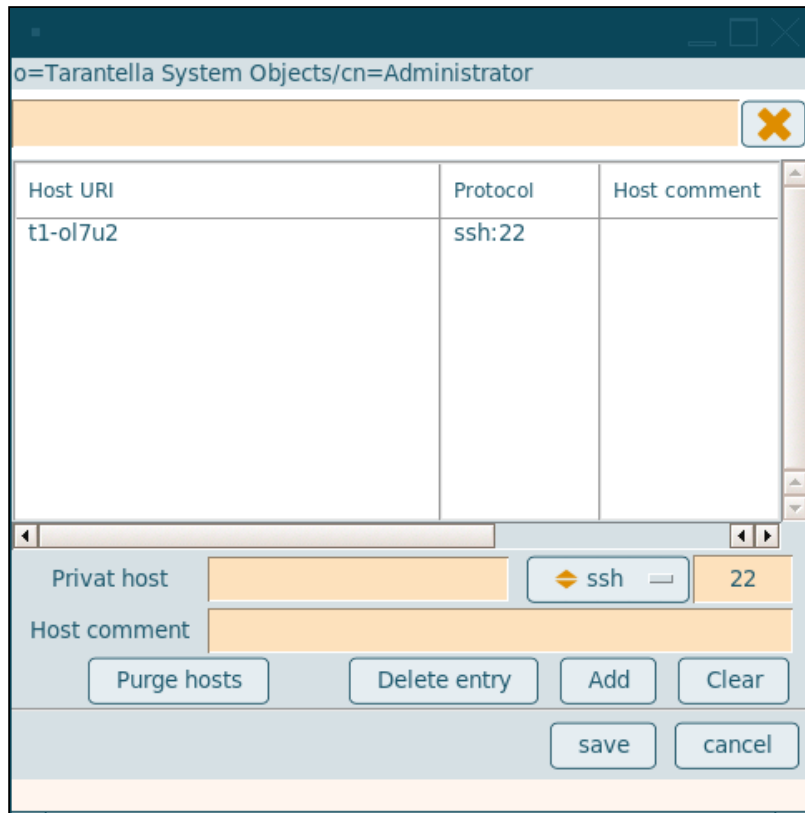 o=Tarantella System Objects/cn=Administrator
Host URI Protocol Host comment
t1-ol7u2 ssh:22
Privat host ssh 22
Host comment
Purge hosts Delete entry Add Clear
save cancel